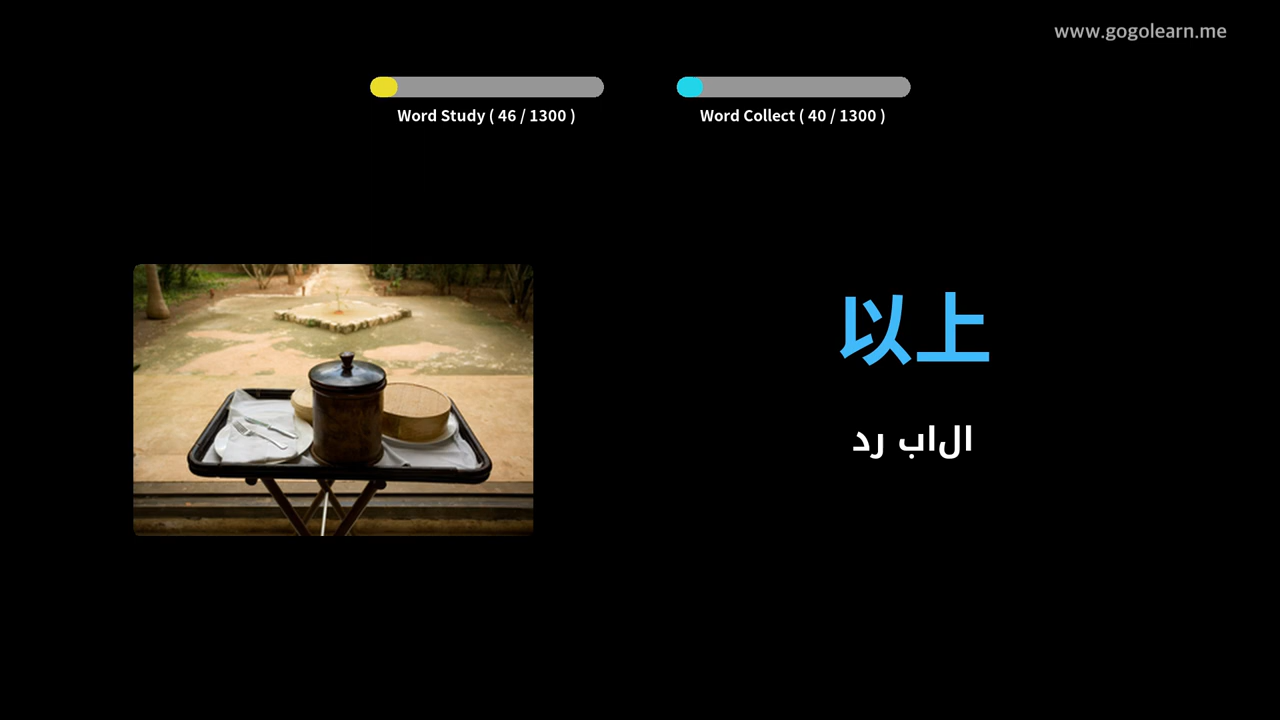 www.gogolearn.me
Word Study ( 46 / 1300 )
Word Collect ( 40 / 1300 )
以上
الاب رد